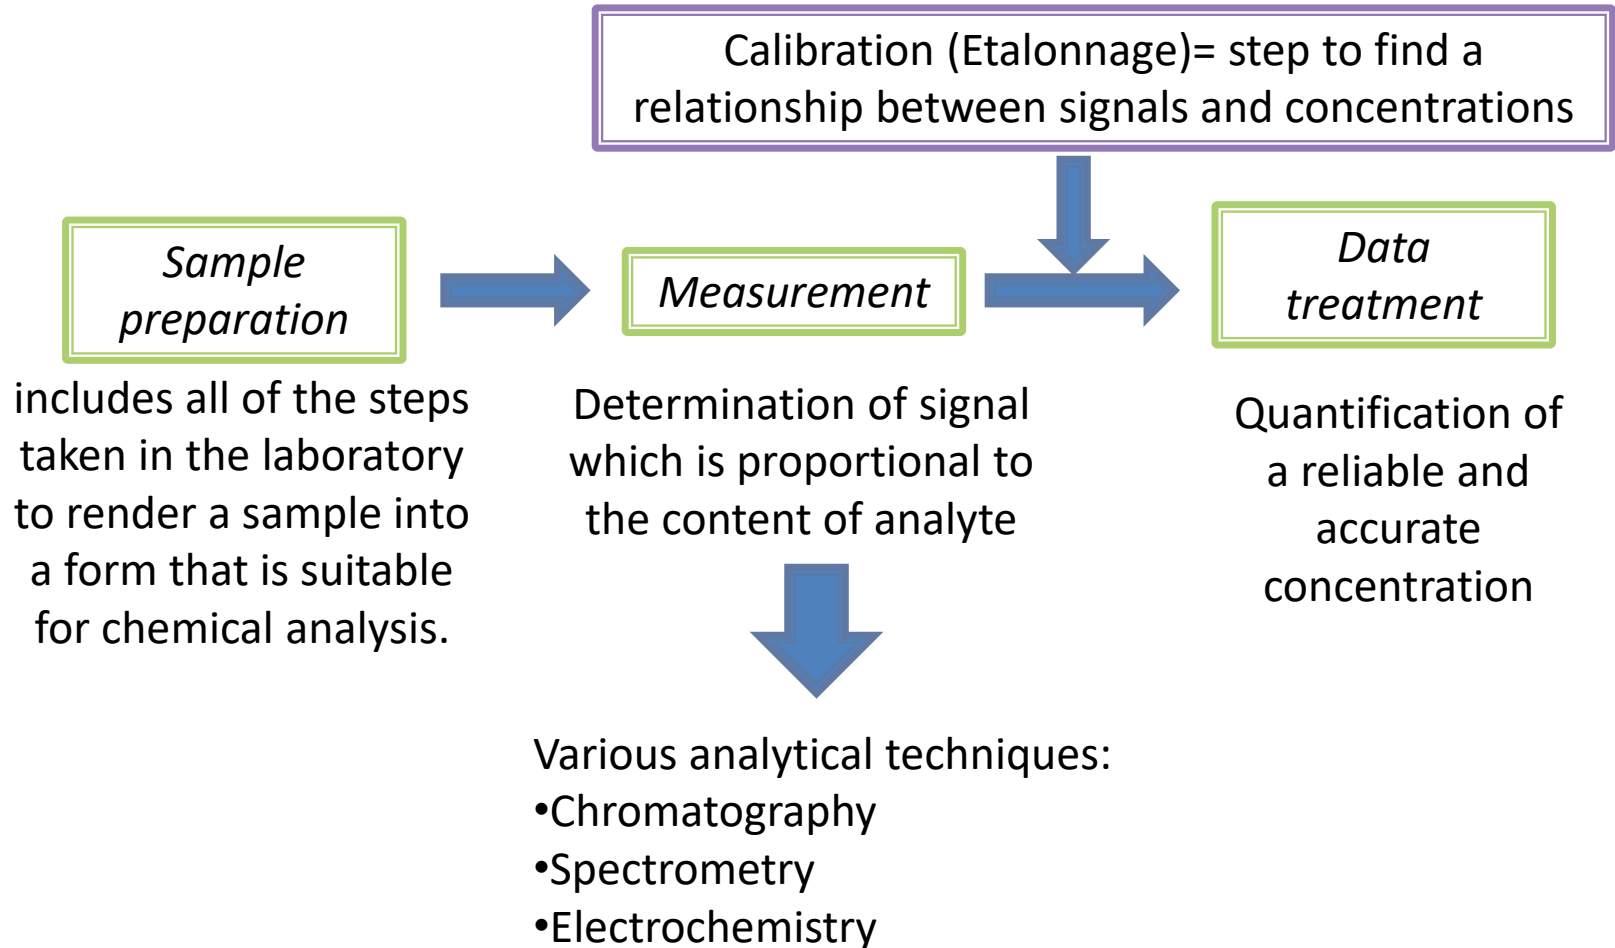 Calibration (Etalonnage)= step to find a
relationship between signals and concentrations
Sample
preparation
includes all of the steps
taken in the laboratory
to render a sample into
a form that is suitable
for chemical analysis.
Measurement
Determination of signal
which is proportional to
the content of analyte
Various analytical techniques:
•Chromatography
•Spectrometry
•Electrochemistry
Data
treatment
Quantification of
a reliable and
accurate
concentration